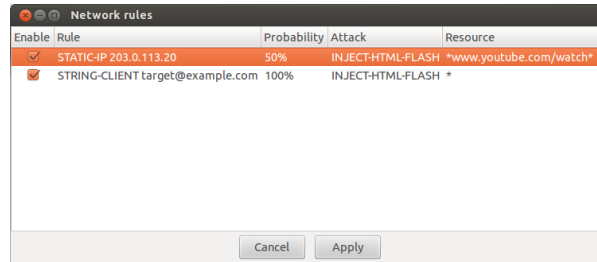 Network rules
Enable Rule Probability Attack Resource
STATIC-IP 203.0.113.20 50% INJECT-HTML-FLASH *www.youtube.com/watch*
STRING-CLIENT target@example.com 100% INJECT-HTML-FLASH *
Cancel Apply